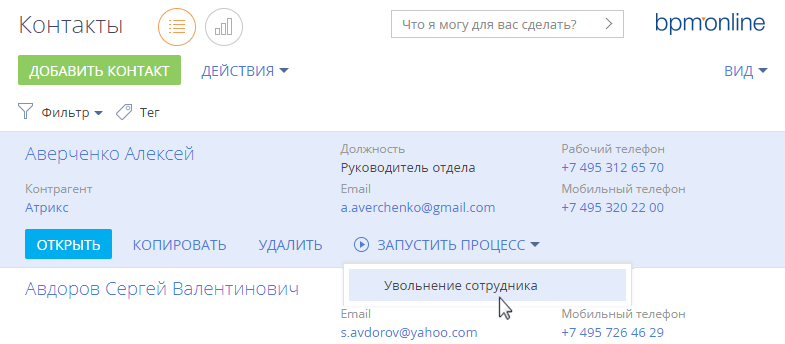 Контакты
Что я могу для вас сделать?
bpmonline
ДОБАВИТЬ КОНТАКТ ДЕЙСТВИЯ ВИД
Фильтр Тег
Аверченко Алексей
Должность Рабочий телефон
Руководитель отдела +7 495 312 65 70
Контрагент Email Мобильный телефон
Атрикс a.averchenko@gmail.com +7 495 320 22 00
ОТКРЫТЬ КОПИРОВАТЬ УДАЛИТЬ ЗАПУСТИТЬ ПРОЦЕСС
Увольнение сотрудника
Авдоров Сергей Валентинович
Email Мобильный телефон
s.avdorov@yahoo.com +7 495 726 46 29